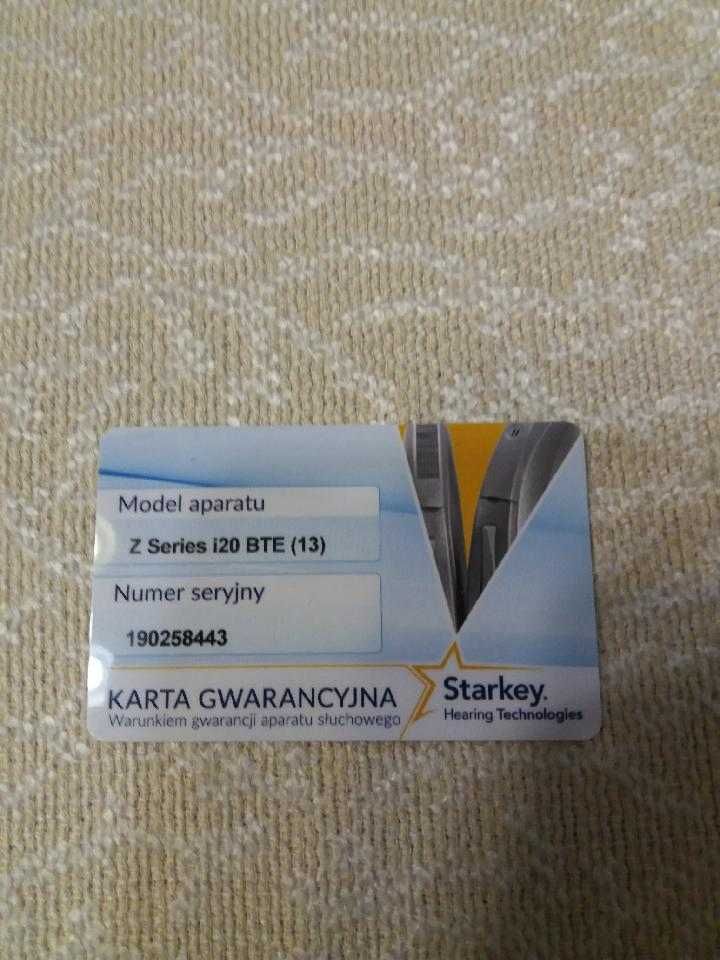 Model aparatu
Z Series i20 BTE (13)
Numer seryjny
190258443
KARTA GWARANCYJNA
Warunkiem gwarancji aparatu słuchowego
Starkey.
Hearing Technologies